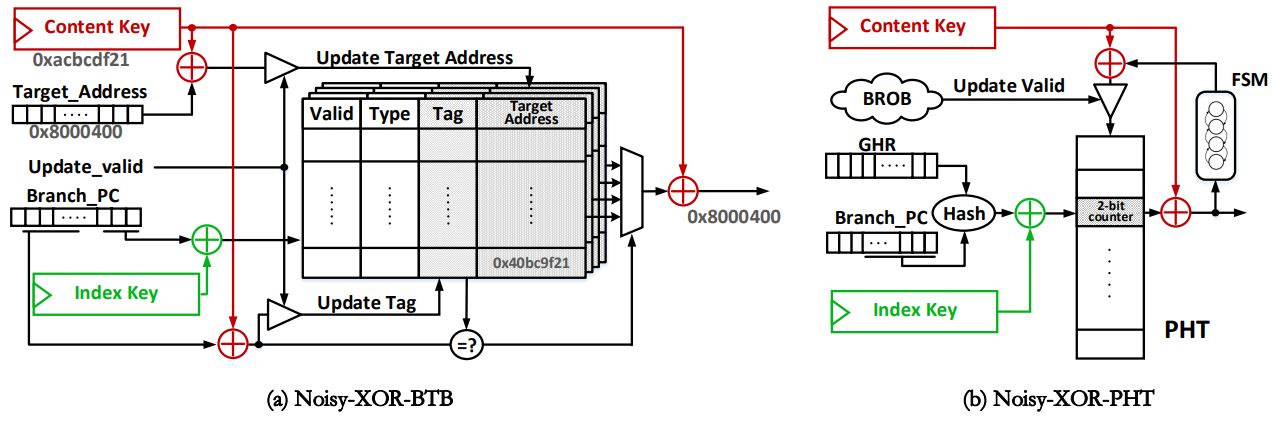 Content Key
0xacbcdf21
Target_Address
0x8000400
Update_valid
Branch_PC
Index Key
Update Target Address
Valid Type Tag Target Address
0x40bc9f21
Update Tag
=?
0x8000400
(a) Noisy-XOR-BTB
Content Key
BROB
Update Valid
FSM
GHR
Branch_PC
Hash
2-bit
counter
Index Key
PHT
(b) Noisy-XOR-PHT